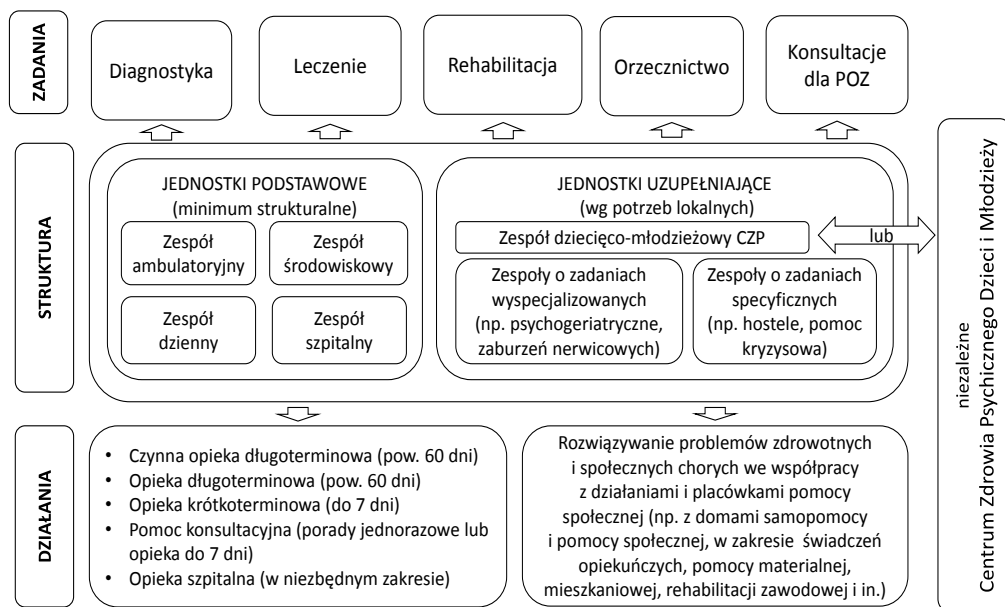 ZADANIA
Diagnostyka
Leczenie
Rehabilitacja
Orzecznictwo
Konsultacje
dla POZ
STRUKTURA
JEDNOSTKI PODSTAWOWE
(minimum strukturalne)
Zespół
ambulatoryjny
Zespół
środowiskowy
Zespół
dzienny
Zespół
szpitalny
JEDNOSTKI UZUPEŁNIAJĄCE
(wg potrzeb lokalnych)
Zespół dziecięco-młodzieżowy CZP
Zespoły o zadaniach
wyspecjalizowanych
(np. psychogeriatryczne,
zaburzeń nerwicowych)
Zespoły o zadaniach
specyficznych
(np. hostele, pomoc
kryzysowa)
lub
niezależne
Centrum Zdrowia Psychicznego Dzieci i Młodzieży
DZIAŁANIA
• Czynna opieka długoterminowa (pow. 60 dni)
• Opieka długoterminowa (pow. 60 dni)
• Opieka krótkoterminowa (do 7 dni)
• Pomoc konsultacyjna (porady jednorazowe lub
opieka do 7 dni)
• Opieka szpitalna (w niezbędnym zakresie)
Rozwiązywanie problemów zdrowotnych
i społecznych chorych we współpracy
z działaniami i placówkami pomocy
społecznej (np. z domami samopomocy
i pomocy społecznej, w zakresie świadczeń
opiekuńczych, pomocy materialnej,
mieszkaniowej, rehabilitacji zawodowej i in.)